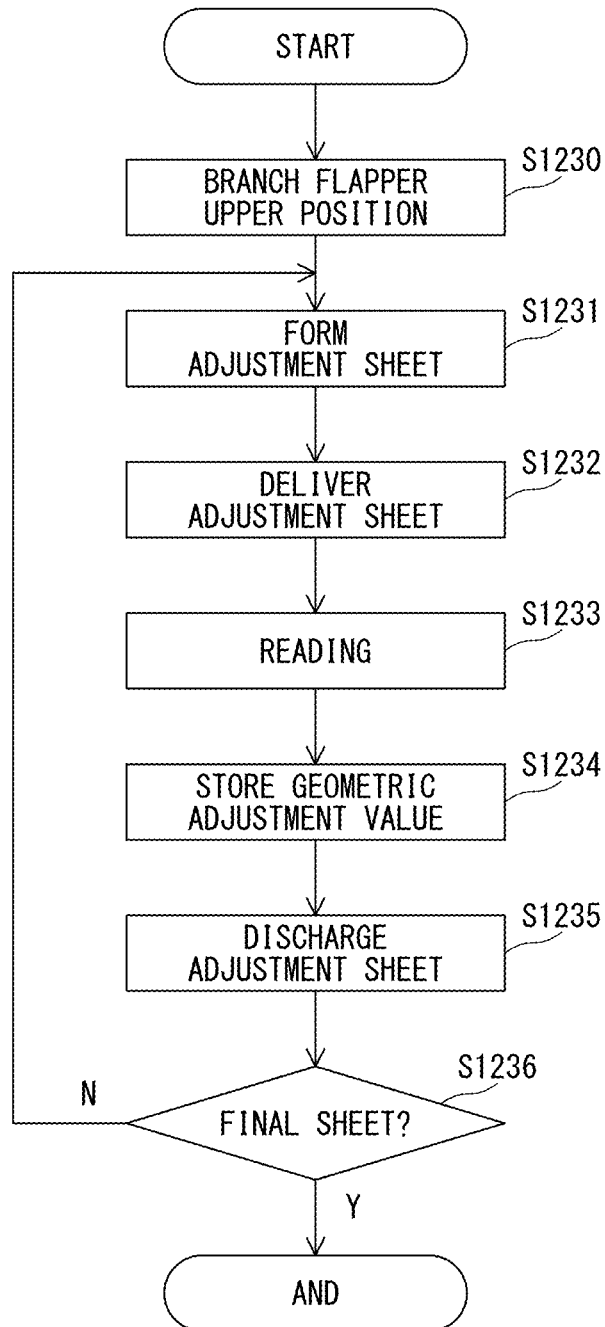 START
S1230
BRANCH FLAPPER
UPPER POSITION
S1231
FORM
ADJUSTMENT SHEET
S1232
DELIVER
ADJUSTMENT SHEET
S1233
READING
S1234
STORE GEOMETRIC
ADJUSTMENT VALUE
S1235
DISCHARGE
ADJUSTMENT SHEET
S1236
N
FINAL SHEET?
Y
AND